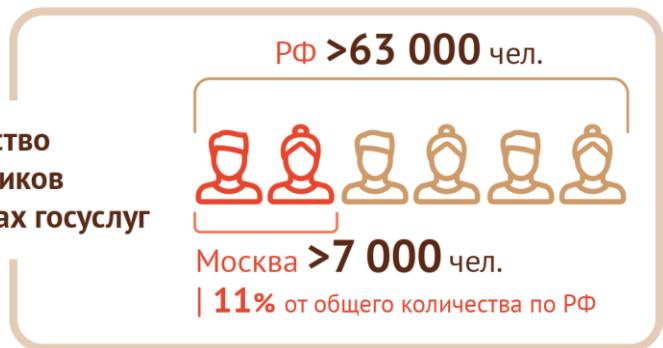 РФ >63 000 чел.
ство
иков
ах госуслуг
Москва >7 000 чел.
| 11% от общего количества по РФ